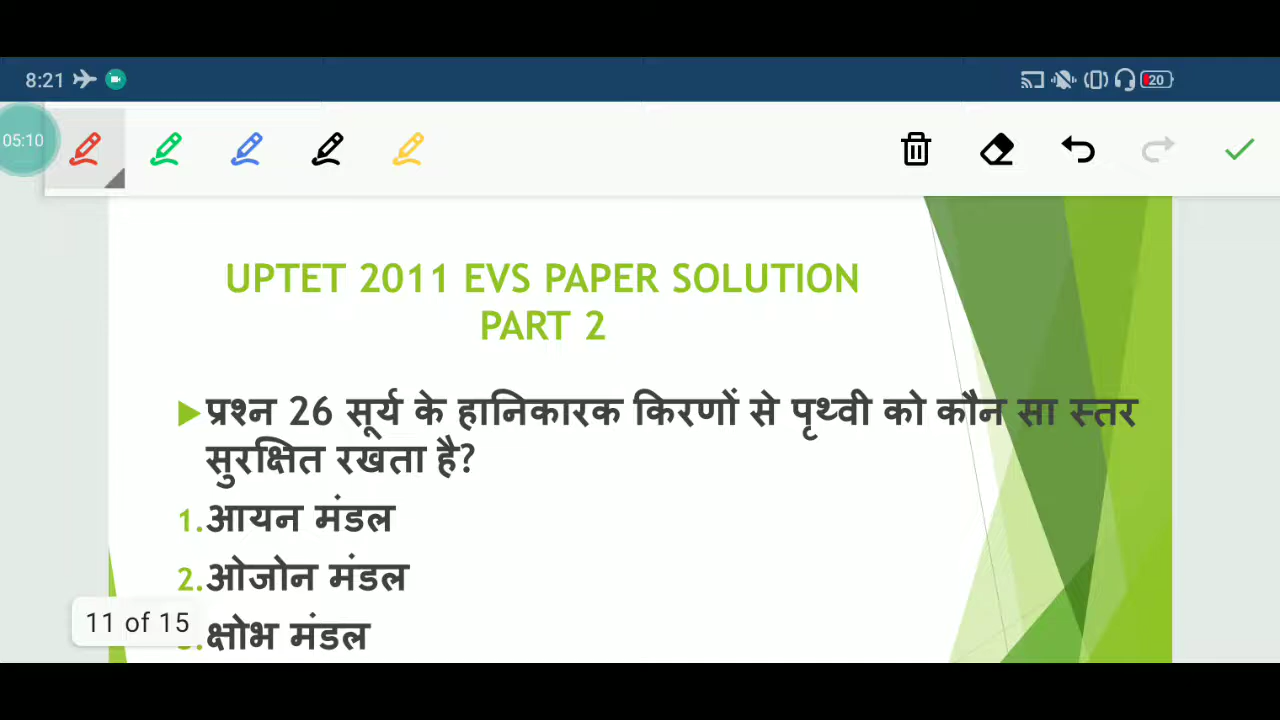 8:21
20
05:10
UPTET 2011 EVS PAPER SOLUTION
PART 2
प्रश्न 26 सूर्य के हानिकारक किरणों से पृथ्वी को कौन सा स्तर
सुरक्षित रखता है?
1.आयन मंडल
2.ओजोन मंडल
क्षोभ मंडल
11 of 15